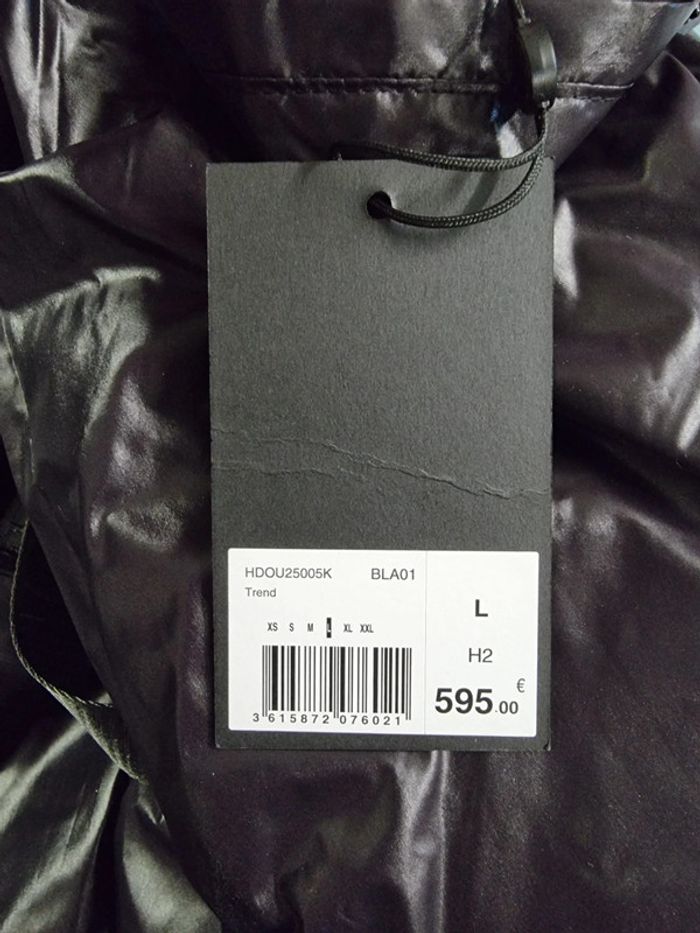 HDOU25005K BLA01
Trend
XS S M L XL XXL
3 615872 076021
L
H2
595.00 €